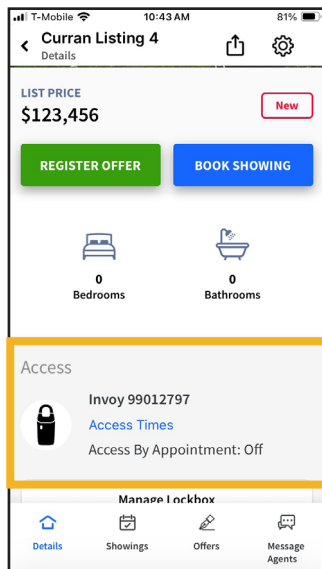 T-Mobile 10:43 AM 81%
Curran Listing 4
Details
LIST PRICE
$123,456
New
REGISTER OFFER BOOK SHOWING
0 0
Bedrooms Bathrooms
Access
Invoy 99012797
Access Times
Access By Appointment: Off
Manage Lockbox
Details Showings Offers Message
Agents